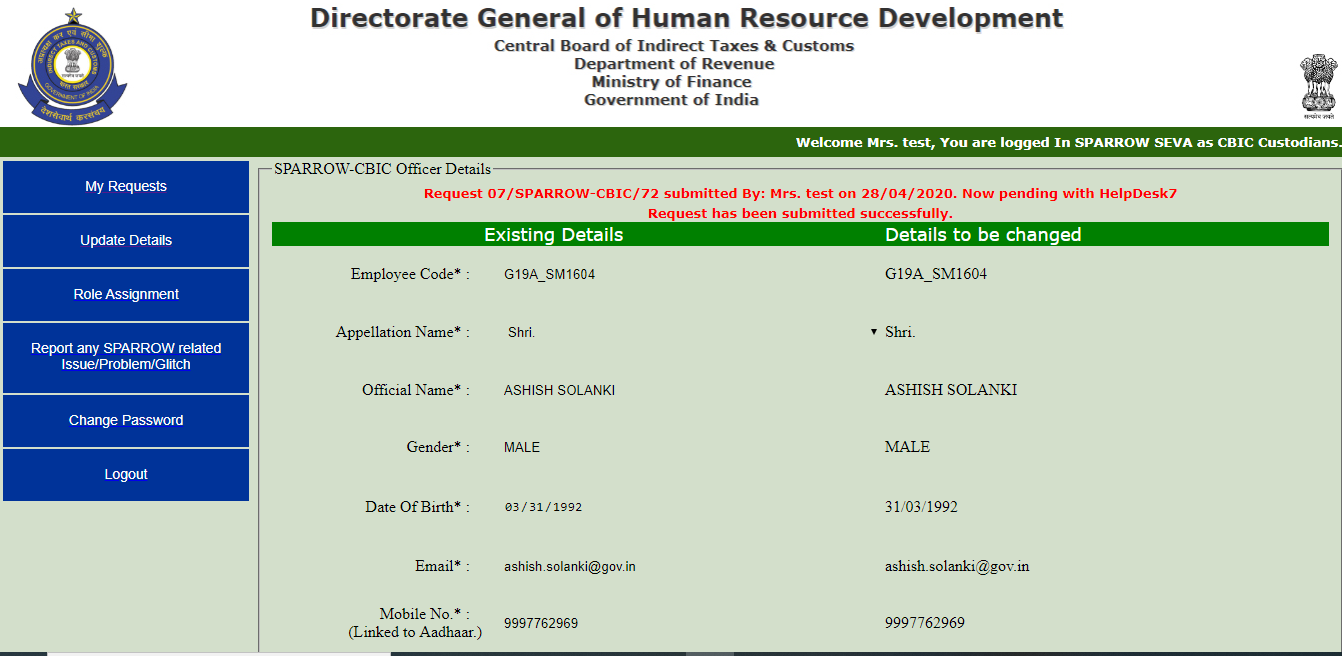 Directorate General of Human Resource Development
Central Board of Indirect Taxes & Customs
Department of Revenue
Ministry of Finance
Government of India
सत्यमेव जयते
देशसेवार्थ करसंचय
Welcome Mrs. test, You are logged In SPARROW SEVA as CBIC Custodians.
My Requests
Update Details
Role Assignment
Report any SPARROW related
Issue/Problem/Glitch
Change Password
Logout
SPARROW-CBIC Officer Details
Request 07/SPARROW-CBIC/72 submitted By: Mrs. test on 28/04/2020. Now pending with HelpDesk7
Request has been submitted successfully.
Existing Details Details to be changed
Employee Code* : G19A_SM1604 G19A_SM1604
Appellation Name* : Shri. Shri.
Official Name* : ASHISH SOLANKI ASHISH SOLANKI
Gender* : MALE MALE
Date Of Birth* : 03/31/1992 31/03/1992
Email* : ashish.solanki@gov.in ashish.solanki@gov.in
Mobile No.* :
(Linked to Aadhaar.) 9997762969 9997762969